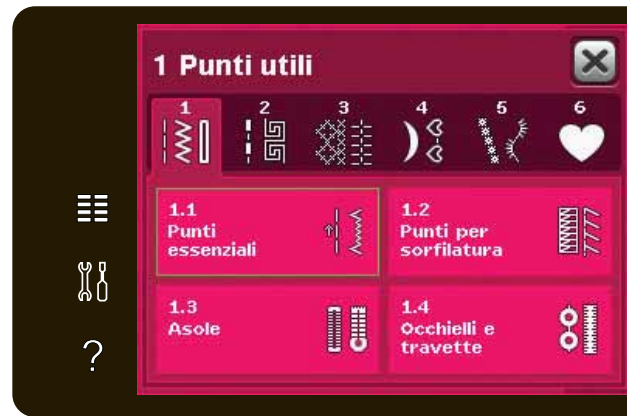 1 Punti utili
1 2 3 4 5 6
1.1
Punti
essenziali
1.2
Punti per
sorfilatura
1.3
Asole
1.4
Occhielli e
travette
?